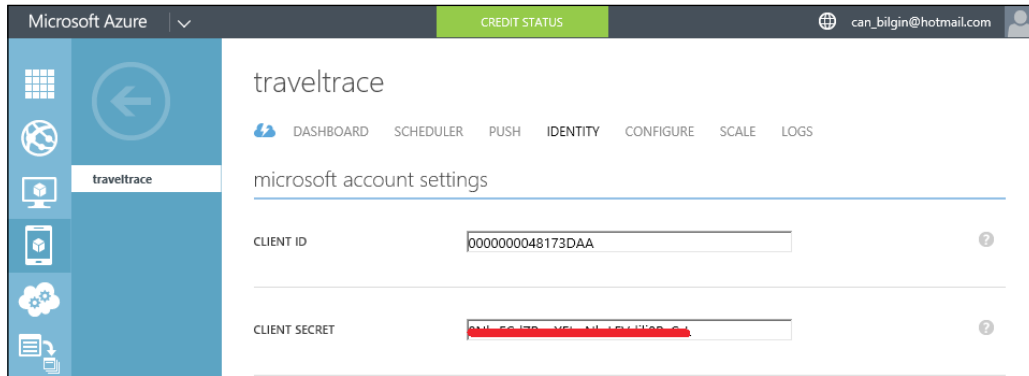 Microsoft Azure CREDIT STATUS can_bilgin@hotmail.com
traveltrace
DASHBOARD SCHEDULER PUSH IDENTITY CONFIGURE SCALE LOGS
traveltrace
microsoft account settings
CLIENT ID 0000000048173DAA ?
CLIENT SECRET ?